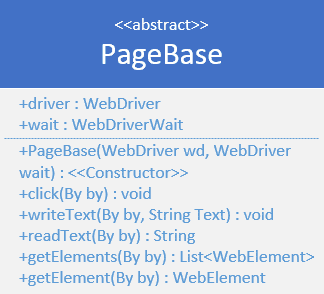 <<abstract>>
PageBase
+driver : WebDriver
+wait : WebDriverWait
+PageBase(WebDriver wd, WebDriver
wait) : <<Constructor>>
+click(By by) : void
+writeText(By by, String Text) : void
+readText(By by) : String
+getElements(By by) : List<WebElement>
+getElement(By by) : WebElement